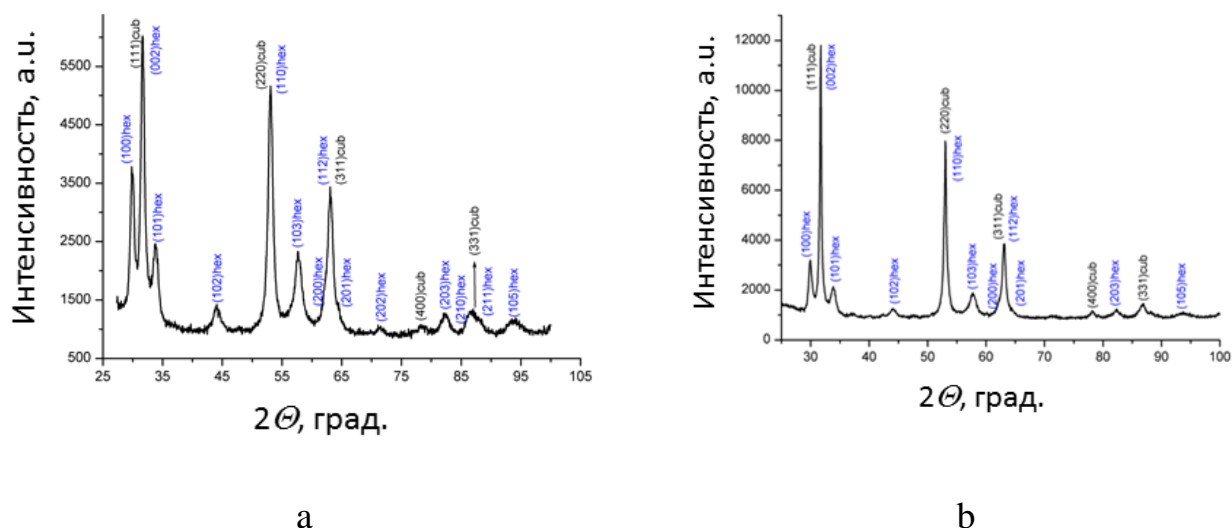 Интенсивность, a.u.
5500
4500
3500
2500
1500
500
25 35 45 55 65 75 85 95 105
2Θ, град.
(100)hex
(111)cub
(002)hex
(101)hex
(102)hex
(220)cub
(110)hex
(103)hex
(200)hex
(112)hex
(311)cub
(201)hex
(202)hex
(400)cub
(203)hex
(210)hex
(331)cub
(211)hex
(105)hex
a
Интенсивность, a.u.
12000
10000
8000
6000
4000
2000
0
30 40 50 60 70 80 90 100
2Θ, град.
(100)hex
(111)cub
(002)hex
(101)hex
(102)hex
(220)cub
(110)hex
(103)hex
(200)hex
(311)cub
(112)hex
(201)hex
(400)cub
(203)hex
(331)cub
(105)hex
b